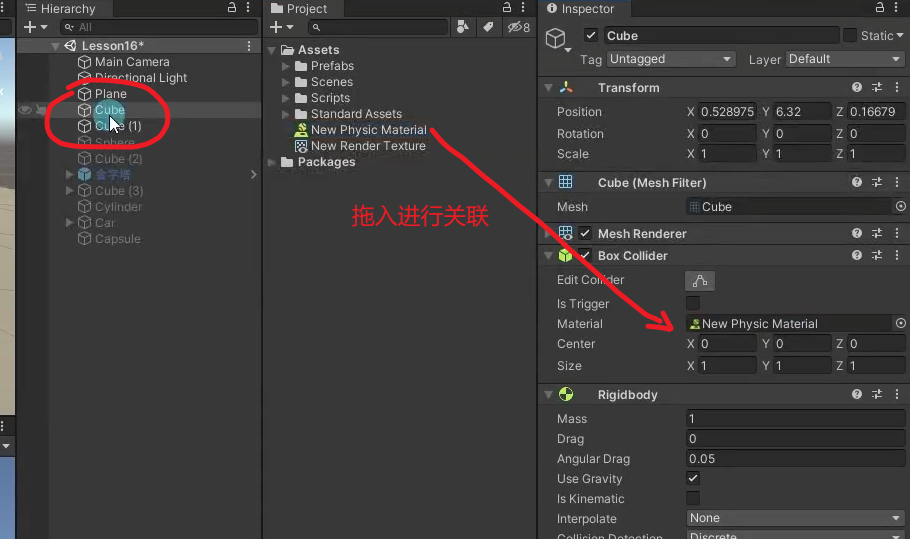 Hierarchy
All
Lesson16*
Main Camera
Directional Light
Plane
Cube
Cube (1)
Sphere
Cube (2)
金字塔
Cube (3)
Cylinder
Car
Capsule
Project
8
Assets
Prefabs
Scenes
Scripts
Standard Assets
New Physic Material
New Render Texture
Packages
拖入进行关联
Inspector
Cube Static
Tag Untagged Layer Default
Transform
Position X 0.528975 Y 6.32 Z 0.16679
Rotation X 0 Y 0 Z 0
Scale X 1 Y 1 Z 1
Cube (Mesh Filter)
Mesh Cube
Mesh Renderer
Box Collider
Edit Collider
Is Trigger
Material New Physic Material
Center X 0 Y 0 Z 0
Size X 1 Y 1 Z 1
Rigidbody
Mass 1
Drag 0
Angular Drag 0.05
Use Gravity
Is Kinematic
Interpolate None
Collision Detection Discrete